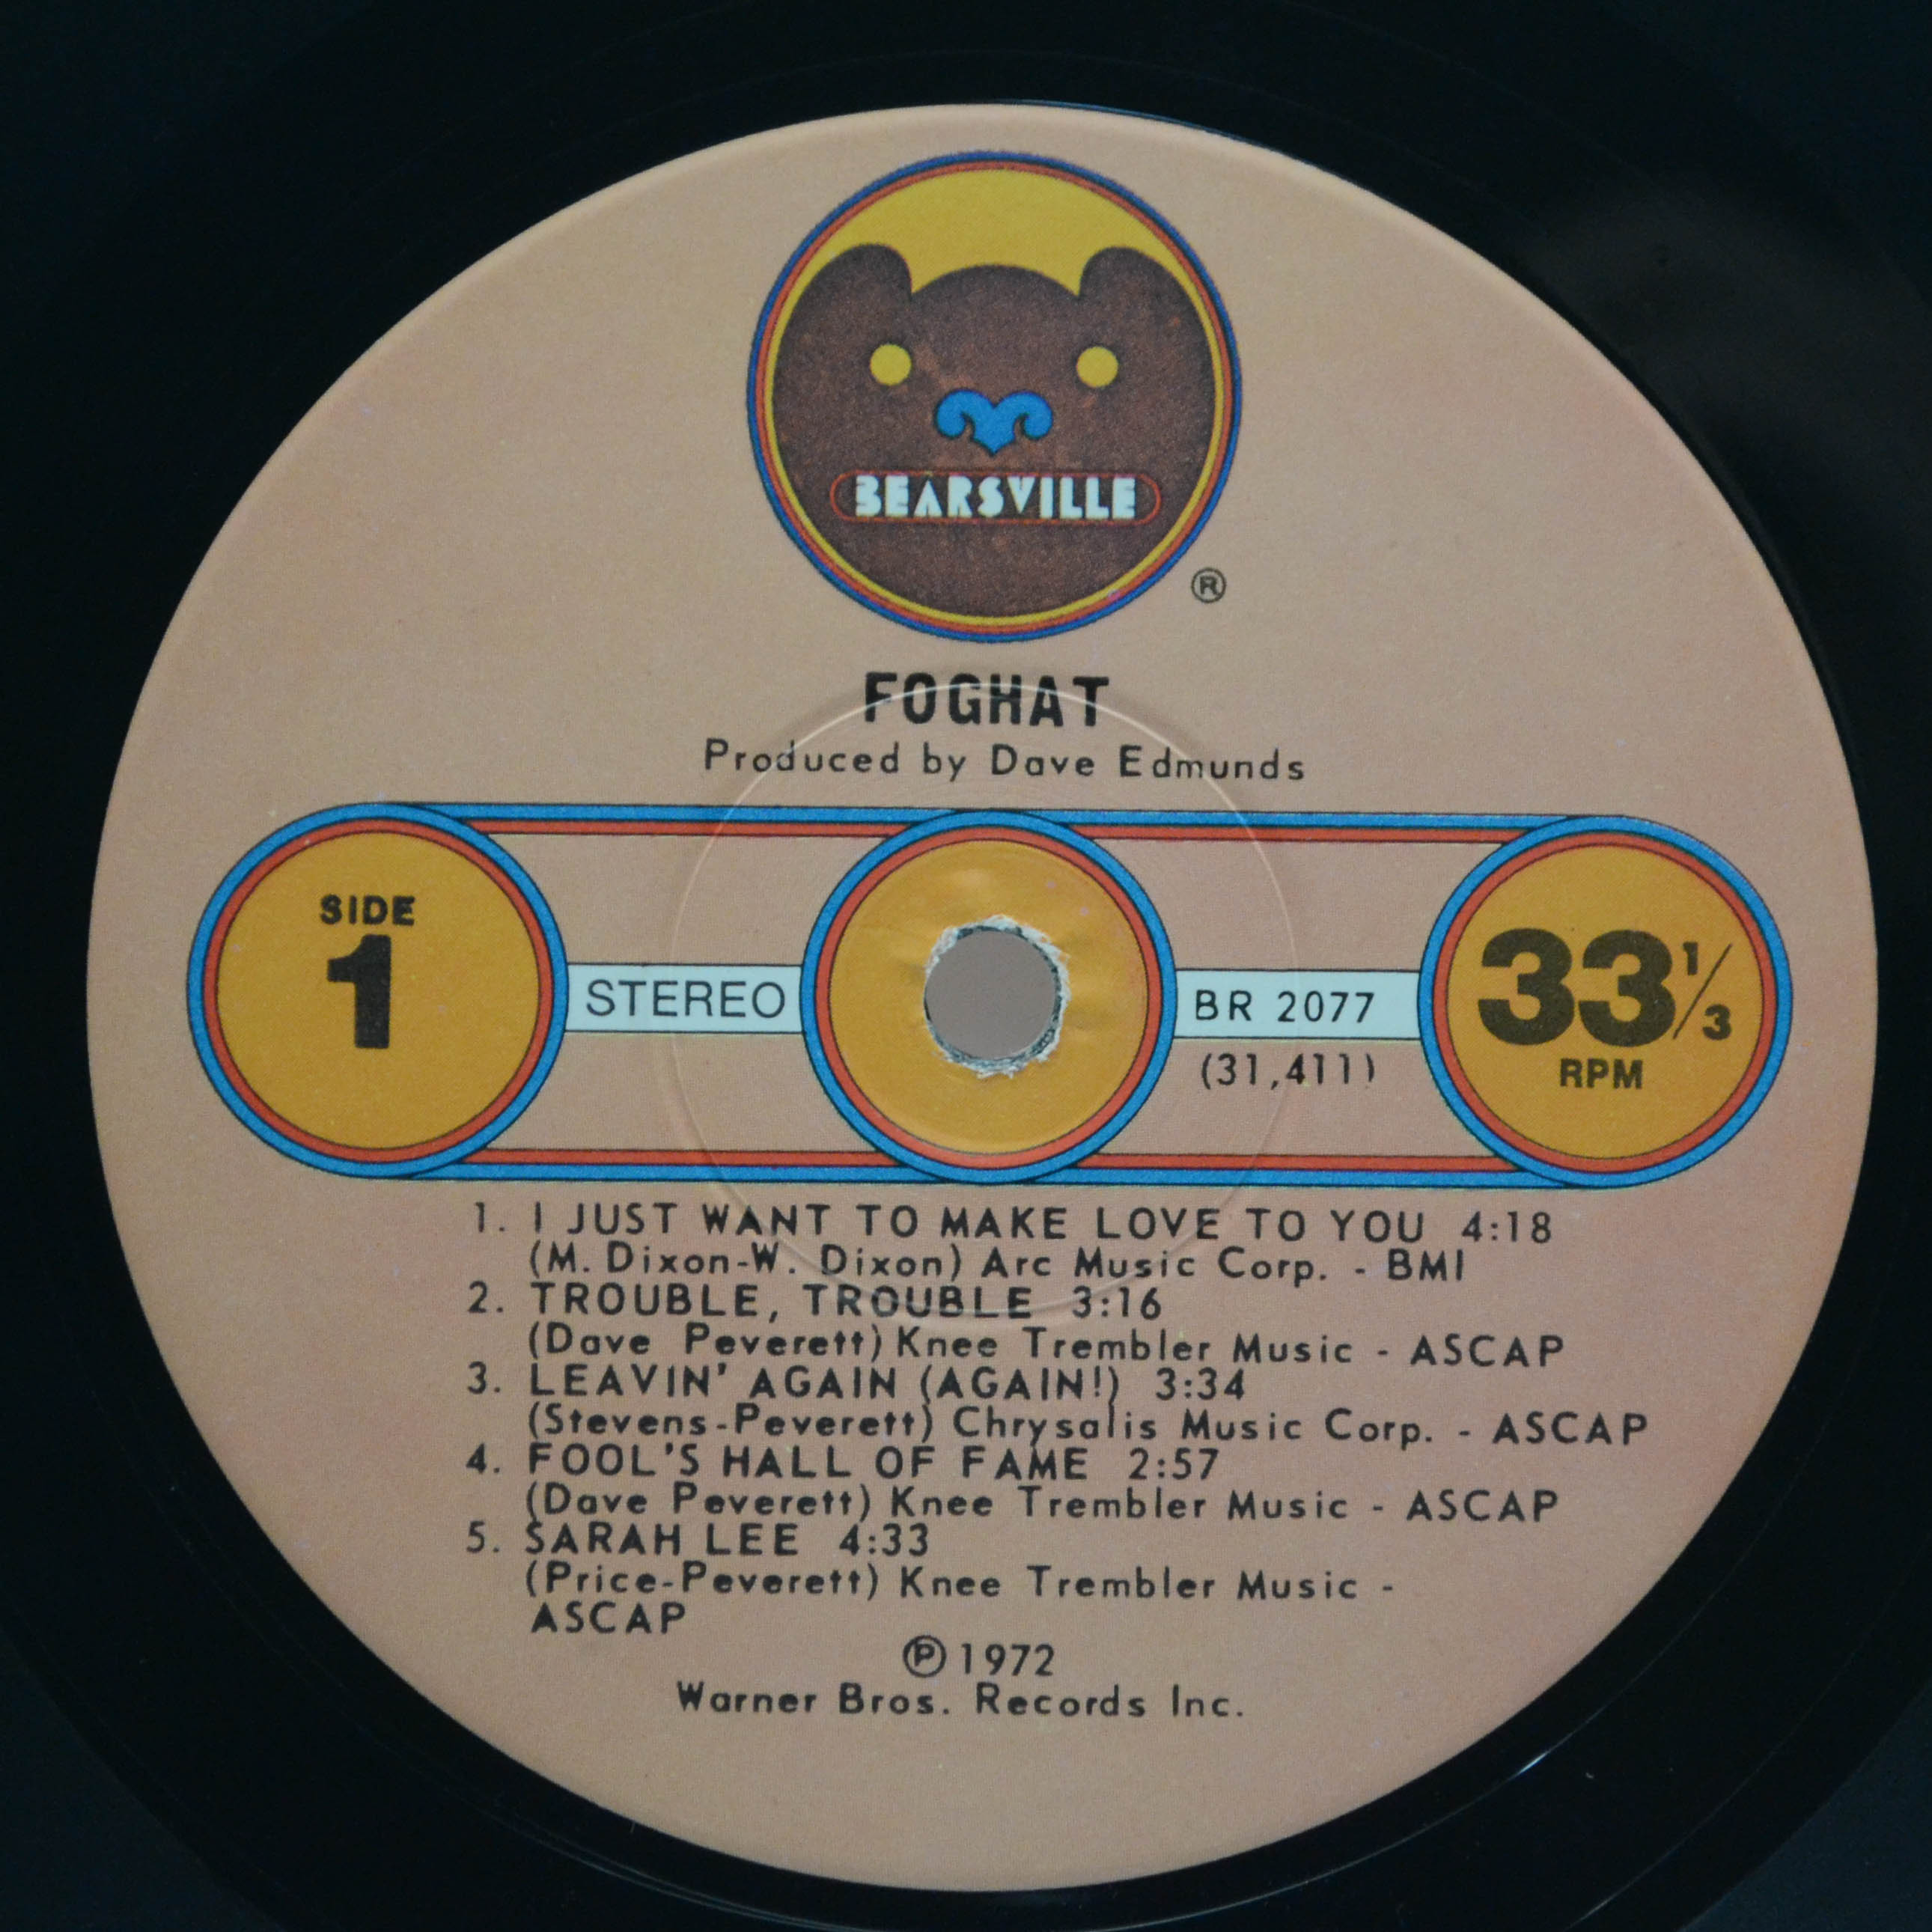 BEARSVILLE
®
FOGHAT
Produced by Dave Edmunds
SIDE
1
STEREO
BR 2077
(31,411)
33 1/3
RPM
1. I JUST WANT TO MAKE LOVE TO YOU 4:18
(M. Dixon-W. Dixon) Arc Music Corp. - BMI
2. TROUBLE, TROUBLE 3:16
(Dave Peverett) Knee Trembler Music - ASCAP
3. LEAVIN' AGAIN (AGAIN!) 3:34
(Stevens-Peverett) Chrysalis Music Corp. - ASCAP
4. FOOL'S HALL OF FAME 2:57
(Dave Peverett) Knee Trembler Music - ASCAP
5. SARAH LEE 4:33
(Price-Peverett) Knee Trembler Music -
ASCAP
℗ 1972
Warner Bros. Records Inc.